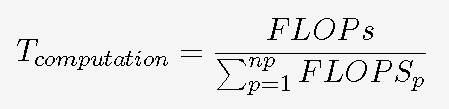 T_{computation} = \frac{FLOPs}{\sum_{p=1}^{np} FLOPS_p}